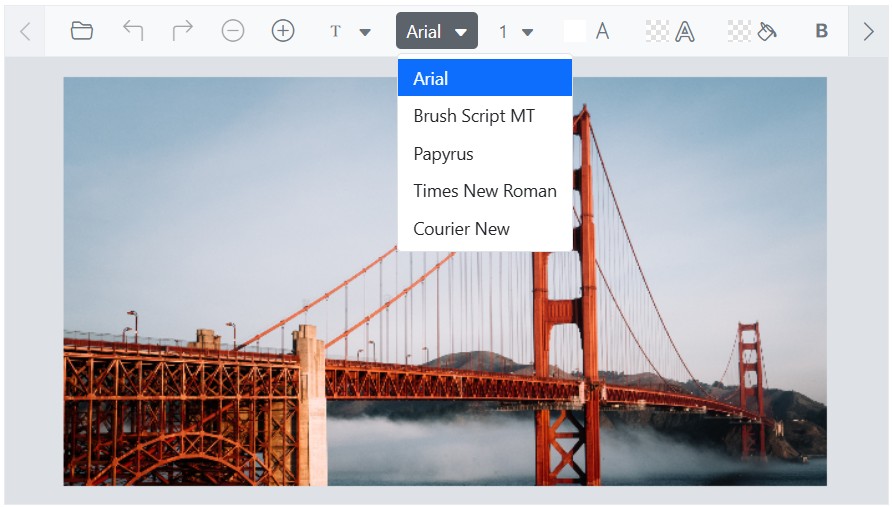 T Arial 1 A A B
Arial
Brush Script MT
Papyrus
Times New Roman
Courier New